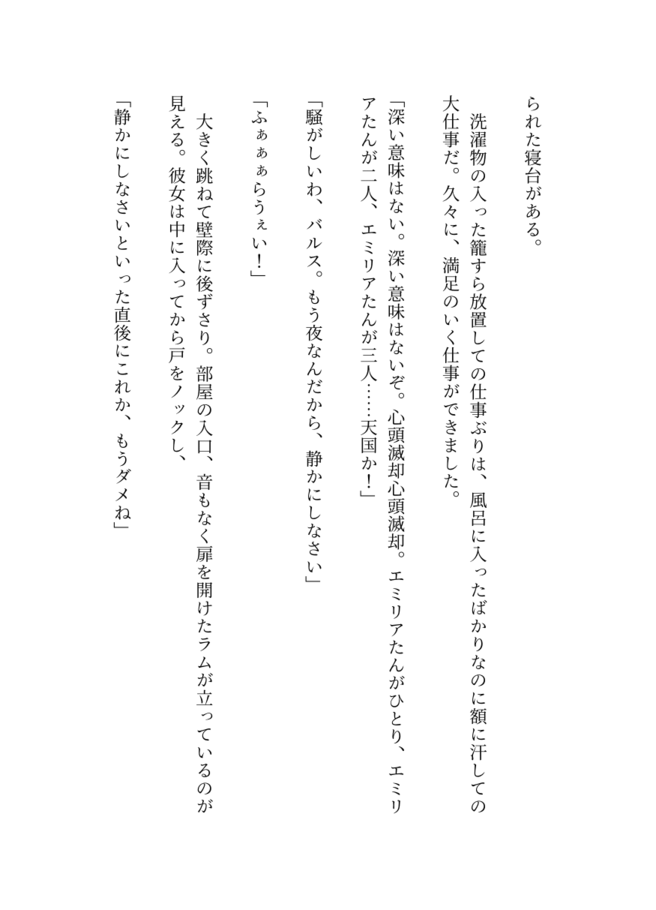 られた寝台がある。
洗濯物の入った籠すら放置しての仕事ぶりは、風呂に入ったばかりなのに額に汗しての
大仕事だ。久々に、満足のいく仕事ができました。
「深い意味はない。深い意味はないぞ。心頭滅却心頭滅却。エミリアたんがひとり、エミリ
アたんが二人、エミリアたんが三人……天国か！」
「騒がしいわ、バルス。もう夜なんだから、静かにしなさい」
「ふぁぁぁらうぇい！」
大きく跳ねて壁際に後ずさり。部屋の入口、音もなく扉を開けたラムが立っているのが
見える。彼女は中に入ってから戸をノックし、
「静かにしなさいといった直後にこれか、もうダメね」